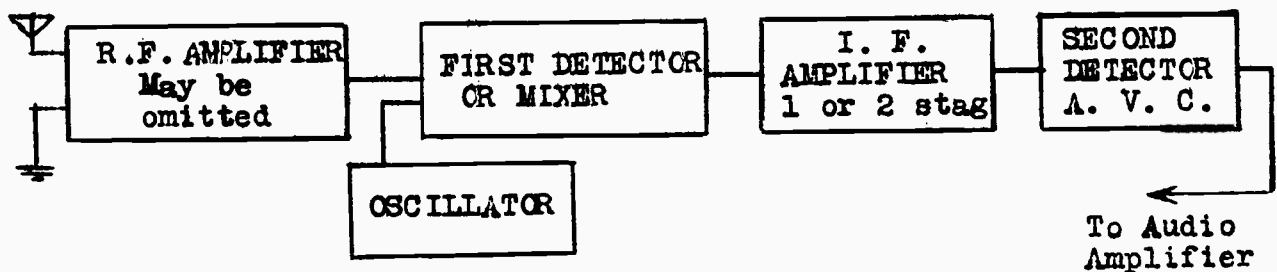 R.F. AMPLIFIER
May be
omitted
FIRST DETECTOR
OR MIXER
I. F.
AMPLIFIER
1 or 2 stag
SECOND
DETECTOR
A. V. C.
OSCILLATOR
To Audio
Amplifier